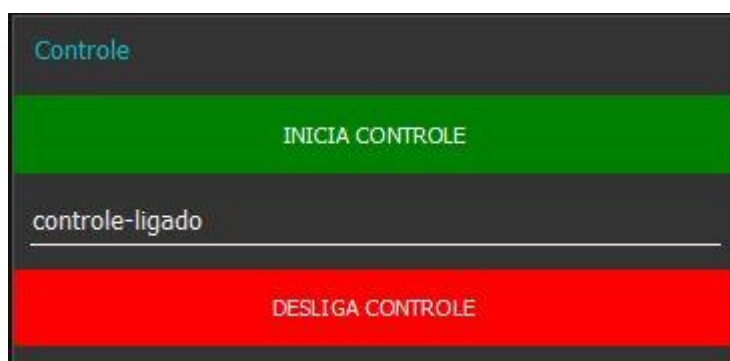 Controle
INICIA CONTROLE
controle-ligado
DESLIGA CONTROLE